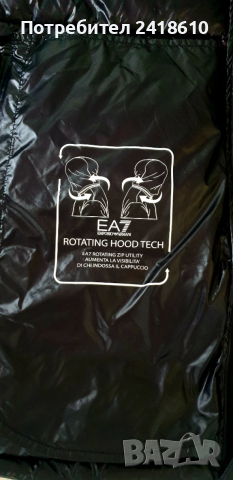 Потребител 2418610
EA7
EMPORIO ARMANI
ROTATING HOOD TECH
EA7 ROTATING ZIP UTILITY
AUMENTA LA VISIBILITA'
DI CHI INDOSSA IL CAPPUCCIO
BAZAR